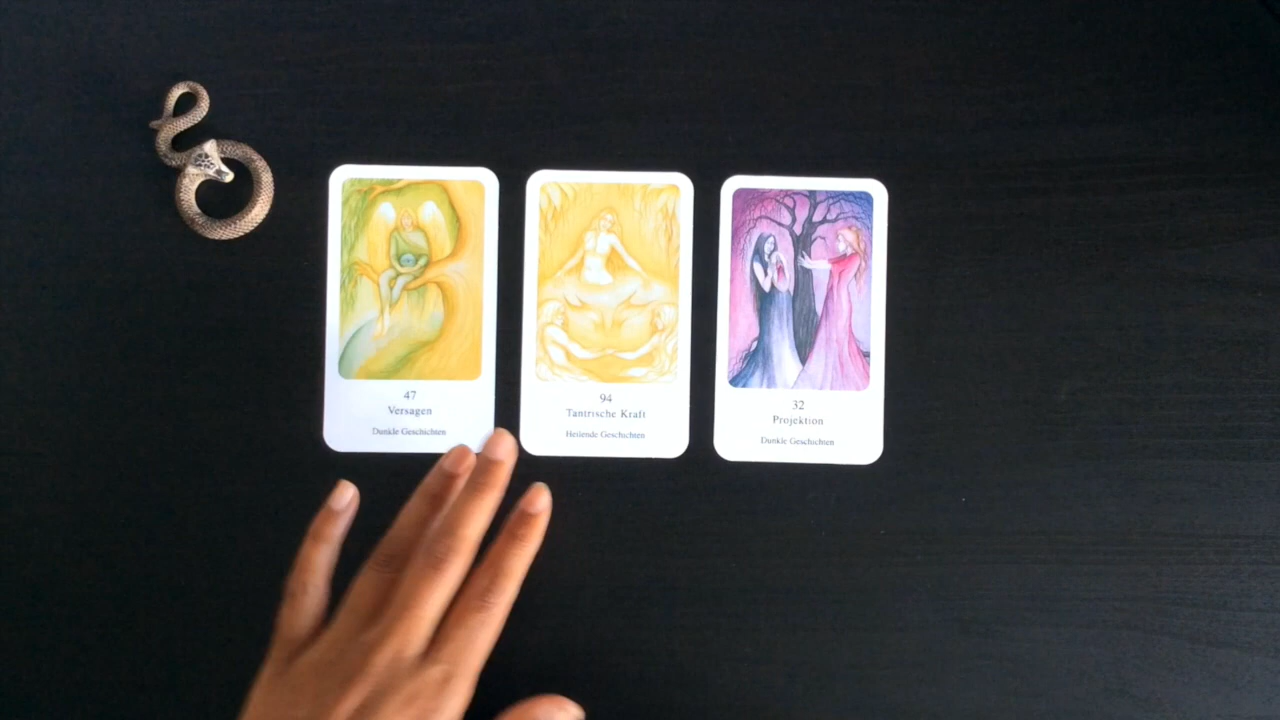 47
Versagen
Dunkle Geschichten
94
Tantrische Kraft
Heilende Geschichten
32
Projektion
Dunkle Geschichten